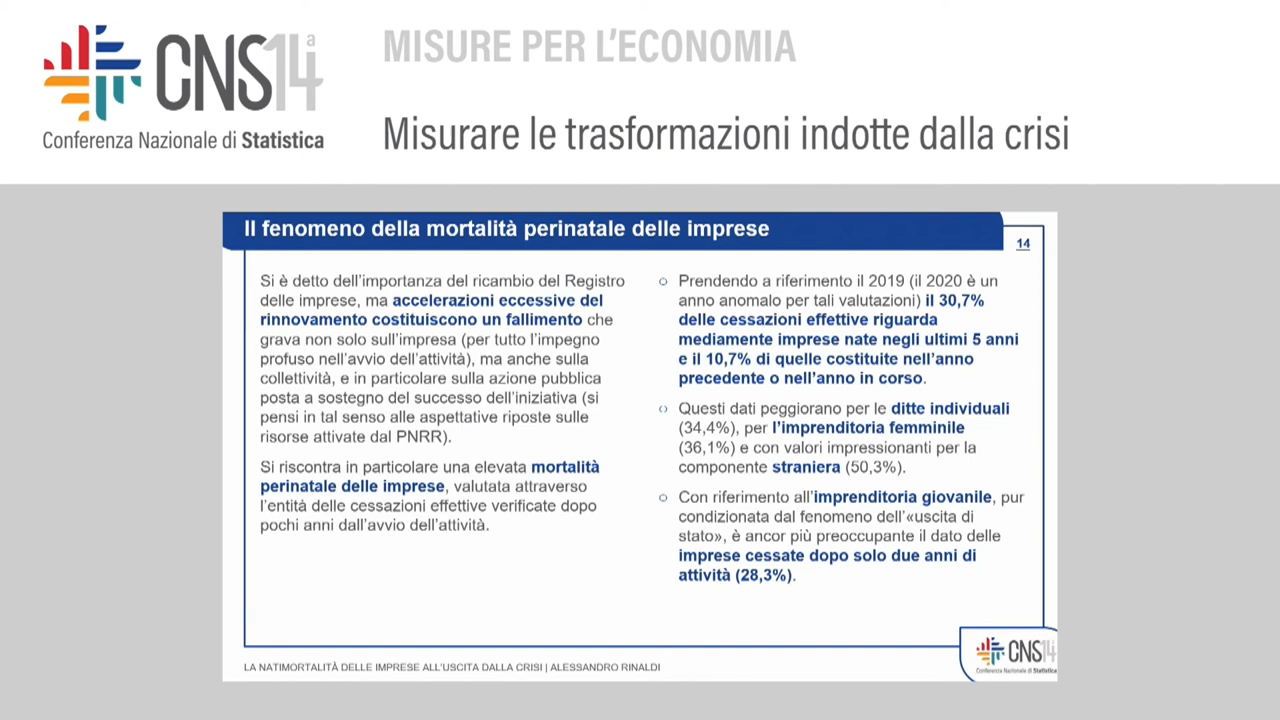 CNS14ª
Conferenza Nazionale di Statistica
MISURE PER L'ECONOMIA
Misurare le trasformazioni indotte dalla crisi
Il fenomeno della mortalità perinatale delle imprese
14
Si è detto dell'importanza del ricambio del Registro
delle imprese, ma accelerazioni eccessive del
rinnovamento costituiscono un fallimento che
grava non solo sull'impresa (per tutto l'impegno
profuso nell'avvio dell'attività), ma anche sulla
collettività, e in particolare sulla azione pubblica
posta a sostegno del successo dell'iniziativa (si
pensi in tal senso alle aspettative riposte sulle
risorse attivate dal PNRR).
Si riscontra in particolare una elevata mortalità
perinatale delle imprese, valutata attraverso
l'entità delle cessazioni effettive verificate dopo
pochi anni dall'avvio dell'attività.
Prendendo a riferimento il 2019 (il 2020 è un
anno anomalo per tali valutazioni) il 30,7%
delle cessazioni effettive riguarda
mediamente imprese nate negli ultimi 5 anni
e il 10,7% di quelle costituite nell'anno
precedente o nell'anno in corso.
Questi dati peggiorano per le ditte individuali
(34,4%), per l'imprenditoria femminile
(36,1%) e con valori impressionanti per la
componente straniera (50,3%).
Con riferimento all'imprenditoria giovanile, pur
condizionata dal fenomeno dell'«uscita di
stato», è ancor più preoccupante il dato delle
imprese cessate dopo solo due anni di
attività (28,3%).
LA NATIMORTALITÀ DELLE IMPRESE ALL'USCITA DALLA CRISI | ALESSANDRO RINALDI
CNS14
Conferenza Nazionale di Statistica